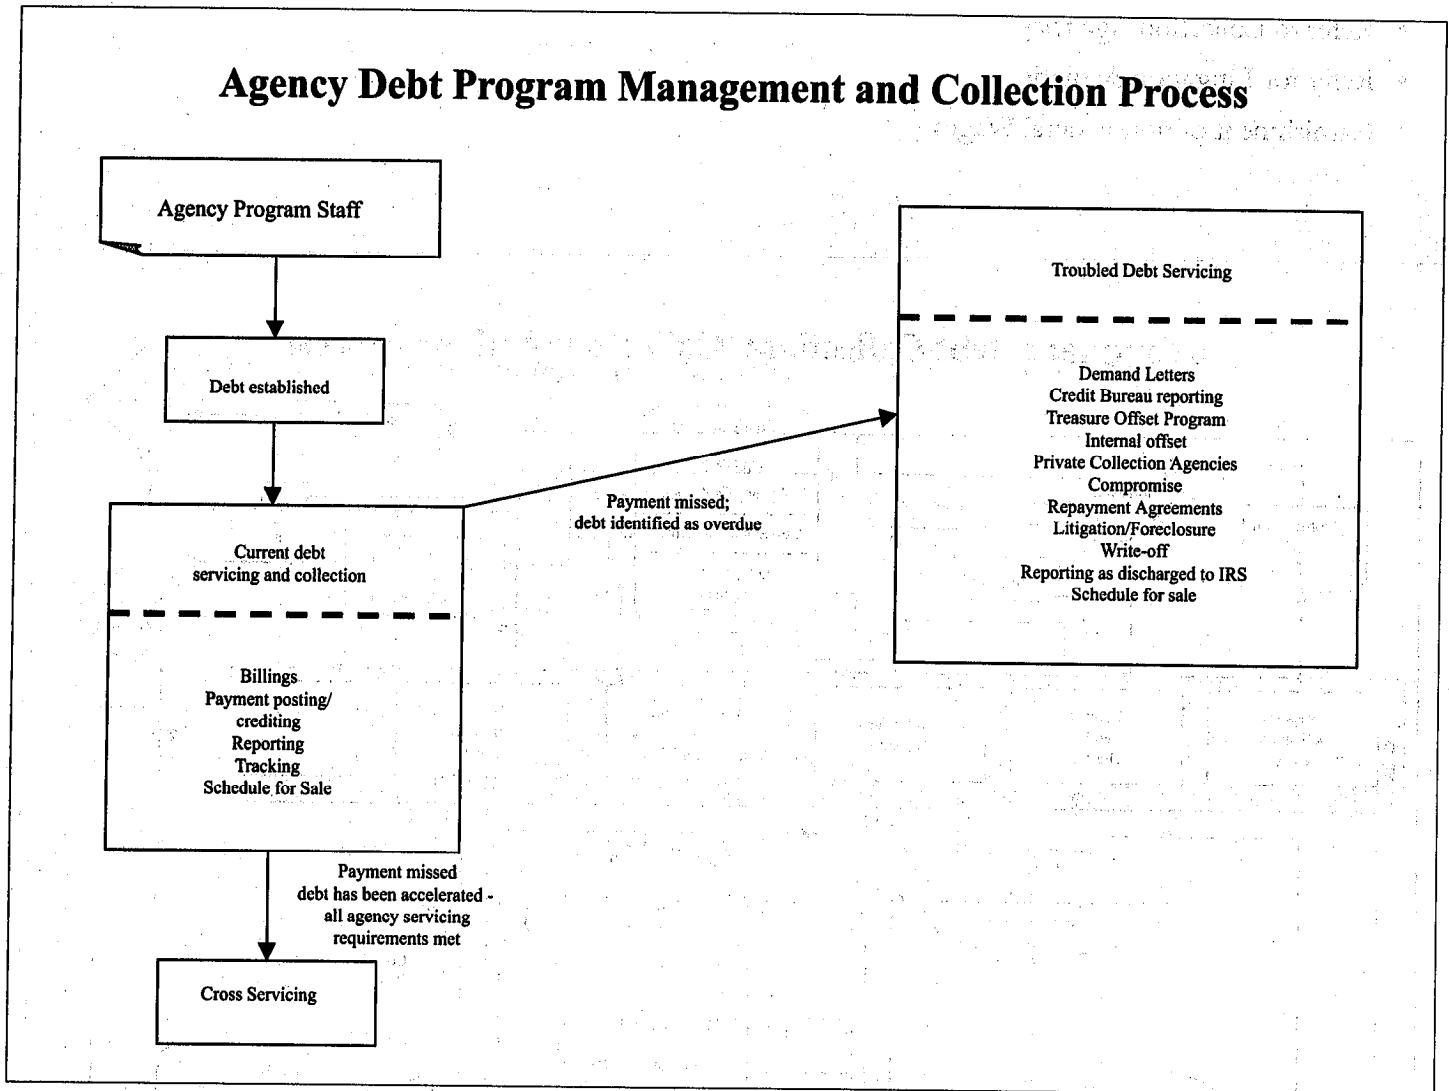 Agency Debt Program Management and Collection Process
Agency Program Staff
Debt established
Current debt
servicing and collection
Billings
Payment posting/
crediting
Reporting
Tracking
Schedule for Sale
Payment missed;
debt identified as overdue
Troubled Debt Servicing
Demand Letters
Credit Bureau reporting
Treasure Offset Program
Internal offset
Private Collection Agencies
Compromise
Repayment Agreements
Litigation/Foreclosure
Write-off
Reporting as discharged to IRS
Schedule for sale
Payment missed
debt has been accelerated -
all agency servicing
requirements met
Cross Servicing